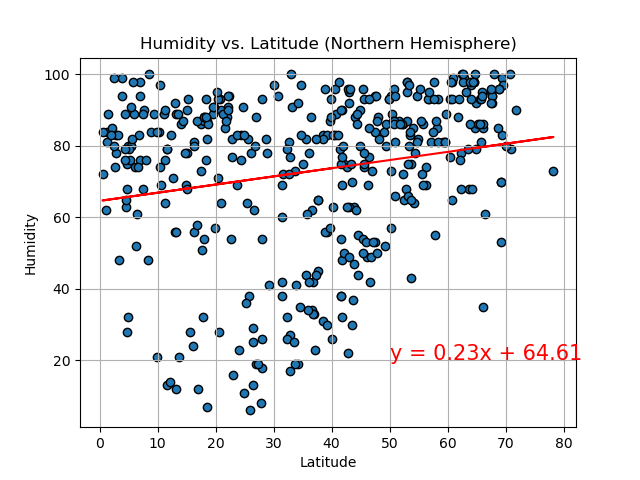 Humidity vs. Latitude (Northern Hemisphere)
100
80
60
40
20
Humidity
y = 0.23x + 64.61
0 10 20 30 40 50 60 70 80
Latitude